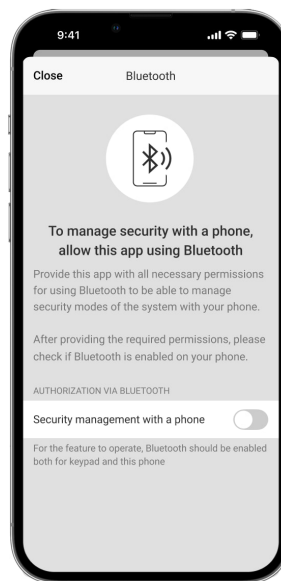 9:41
Close
Bluetooth
To manage security with a phone,
allow this app using Bluetooth
Provide this app with all necessary permissions
for using Bluetooth to be able to manage
security modes of the system with your phone.
After providing the required permissions, please
check if Bluetooth is enabled on your phone.
AUTHORIZATION VIA BLUETOOTH
Security management with a phone
For the feature to operate, Bluetooth should be enabled
both for keypad and this phone